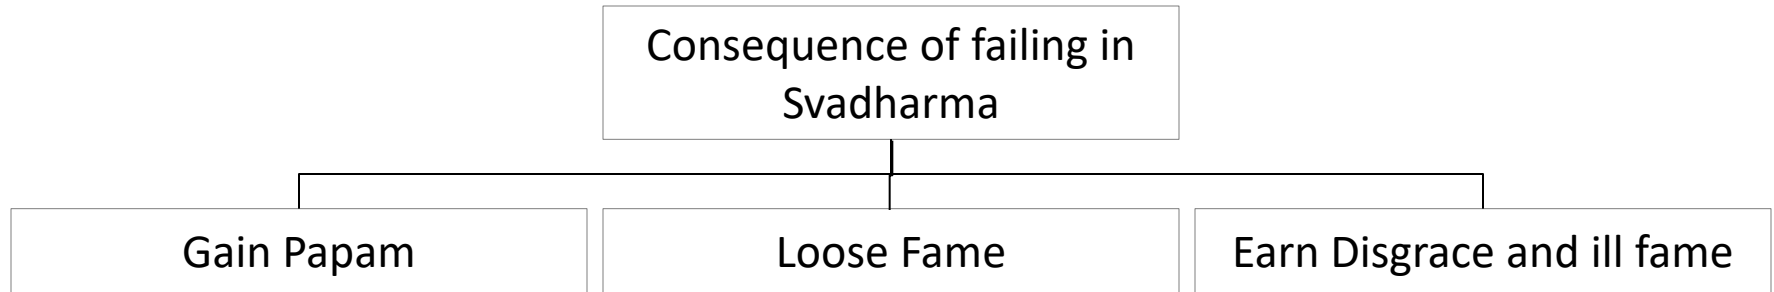 Consequence of failing in
Svadharma
Gain Papam
Loose Fame
Earn Disgrace and ill fame